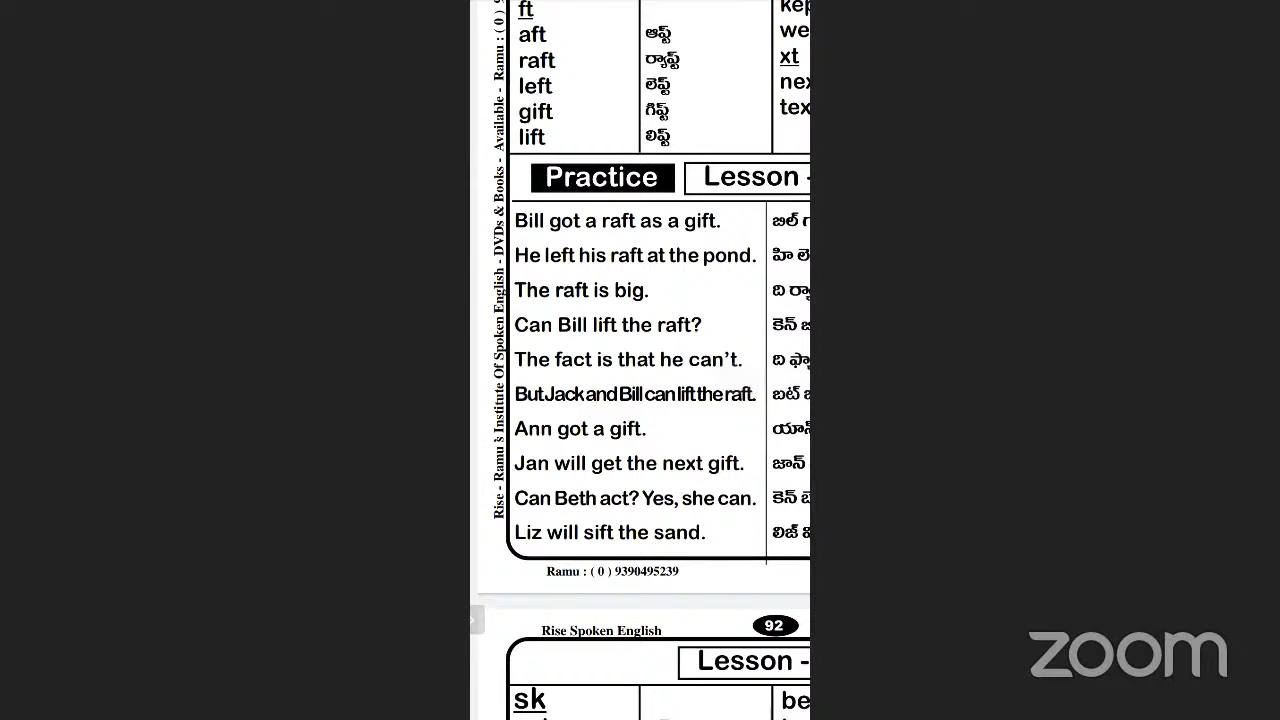 ft
aft ఆఫ్ట్
raft ర్యాఫ్ట్
left లెఫ్ట్
gift గిఫ్ట్
lift లిఫ్ట్
xt
Practice Lesson -
Bill got a raft as a gift. బిల్
He left his raft at the pond. హి
The raft is big. ది
Can Bill lift the raft? కెన్
The fact is that he can't. ది
But Jack and Bill can lift the raft. బట్
Ann got a gift.
Jan will get the next gift. జాన్
Can Beth act? Yes, she can. కెన్
Liz will sift the sand. లిజ్
Rise - Ramu's Institute Of Spoken English - DVDs & Books - Available - Ramu : ( 0 )
Ramu : ( 0 ) 9390495239
Rise Spoken English 92
Lesson -
sk
zoom